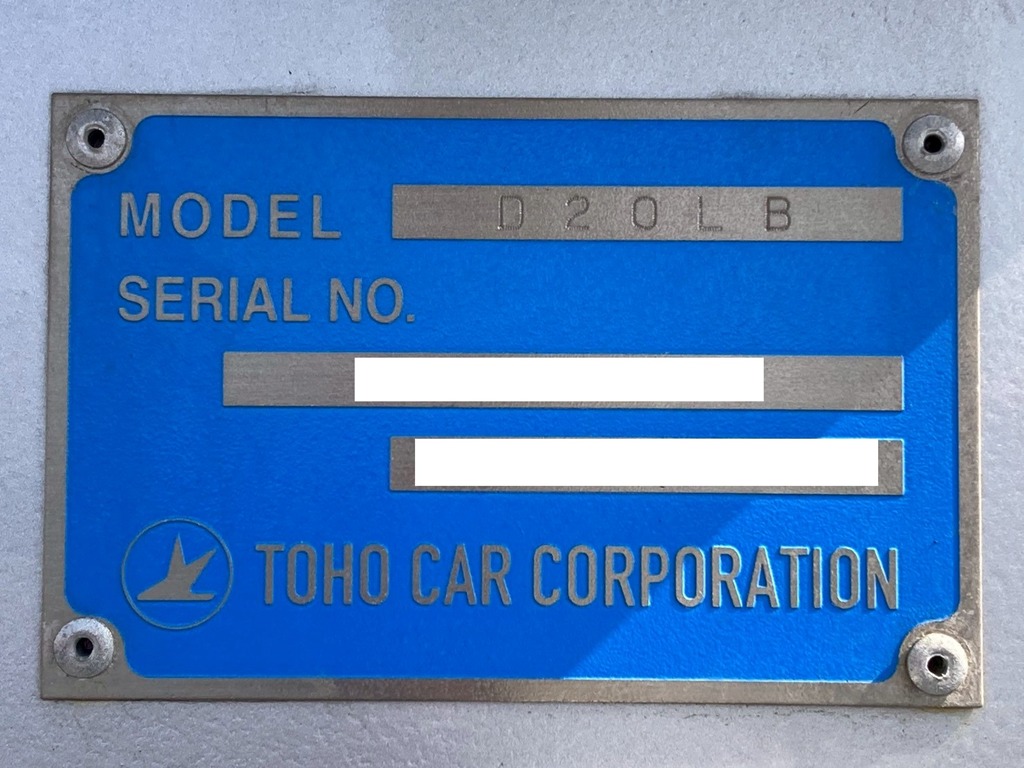 MODEL D20LB
SERIAL NO.
TOHO CAR CORPORATION